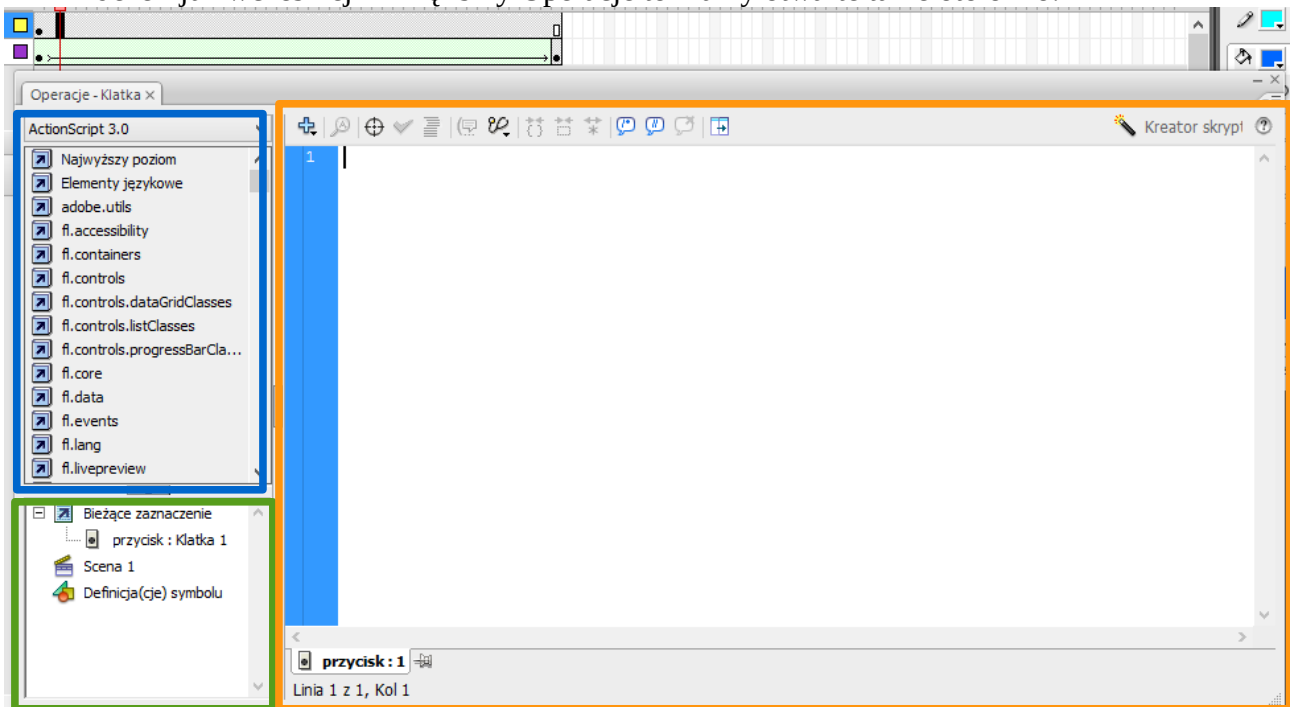 Operacje - Klatka ×
ActionScript 3.0
Najwyższy poziom
Elementy językowe
adobe.utils
fl.accessibility
fl.containers
fl.controls
fl.controls.dataGridClasses
fl.controls.listClasses
fl.controls.progressBarCla...
fl.core
fl.data
fl.events
fl.lang
fl.livepreview
Bieżące zaznaczenie
przycisk : Klatka 1
Scena 1
Definicja(cje) symbolu
Kreator skrypt
1
przycisk : 1
Linia 1 z 1, Kol 1